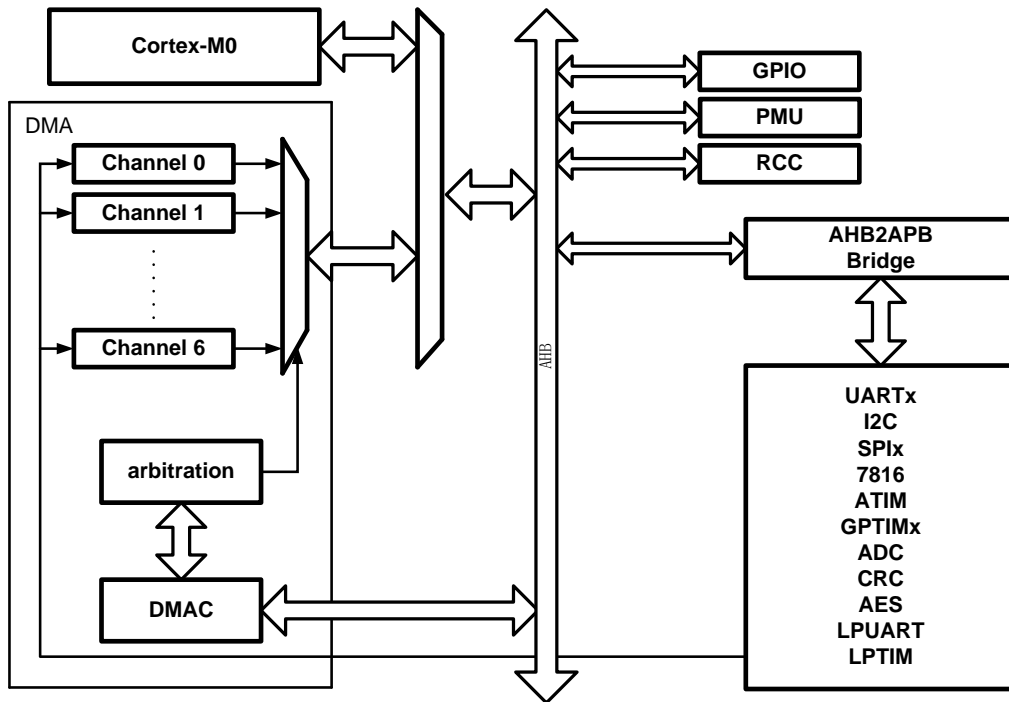 Cortex-M0
DMA
Channel 0
Channel 1
Channel 6
arbitration
DMAC
AHB
GPIO
PMU
RCC
AHB2APB
Bridge
UARTx
I2C
SPIx
7816
ATIM
GPTIMx
ADC
CRC
AES
LPUART
LPTIM